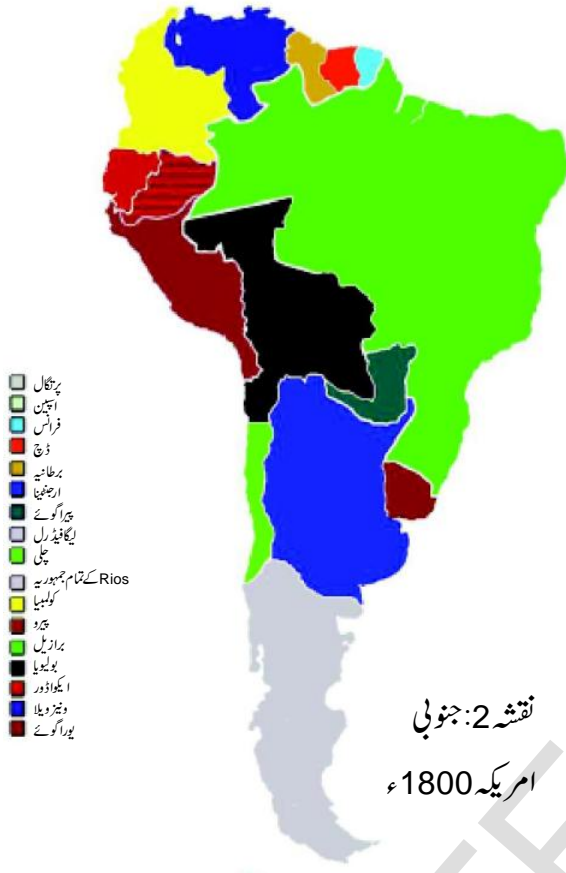 پرتگال
اسپین
فرانس
ڈچ
برطانیہ
ارجنٹینا
پیراگوئے
لیگا فیڈرل
چلی
Rios کے تمام جمہوریہ
کولمبیا
پیرو
برازیل
بولیویا
ایکواڈور
ونیزویلا
یوراگوئے
نقشہ 2: جنوبی
امریکہ 1800ء